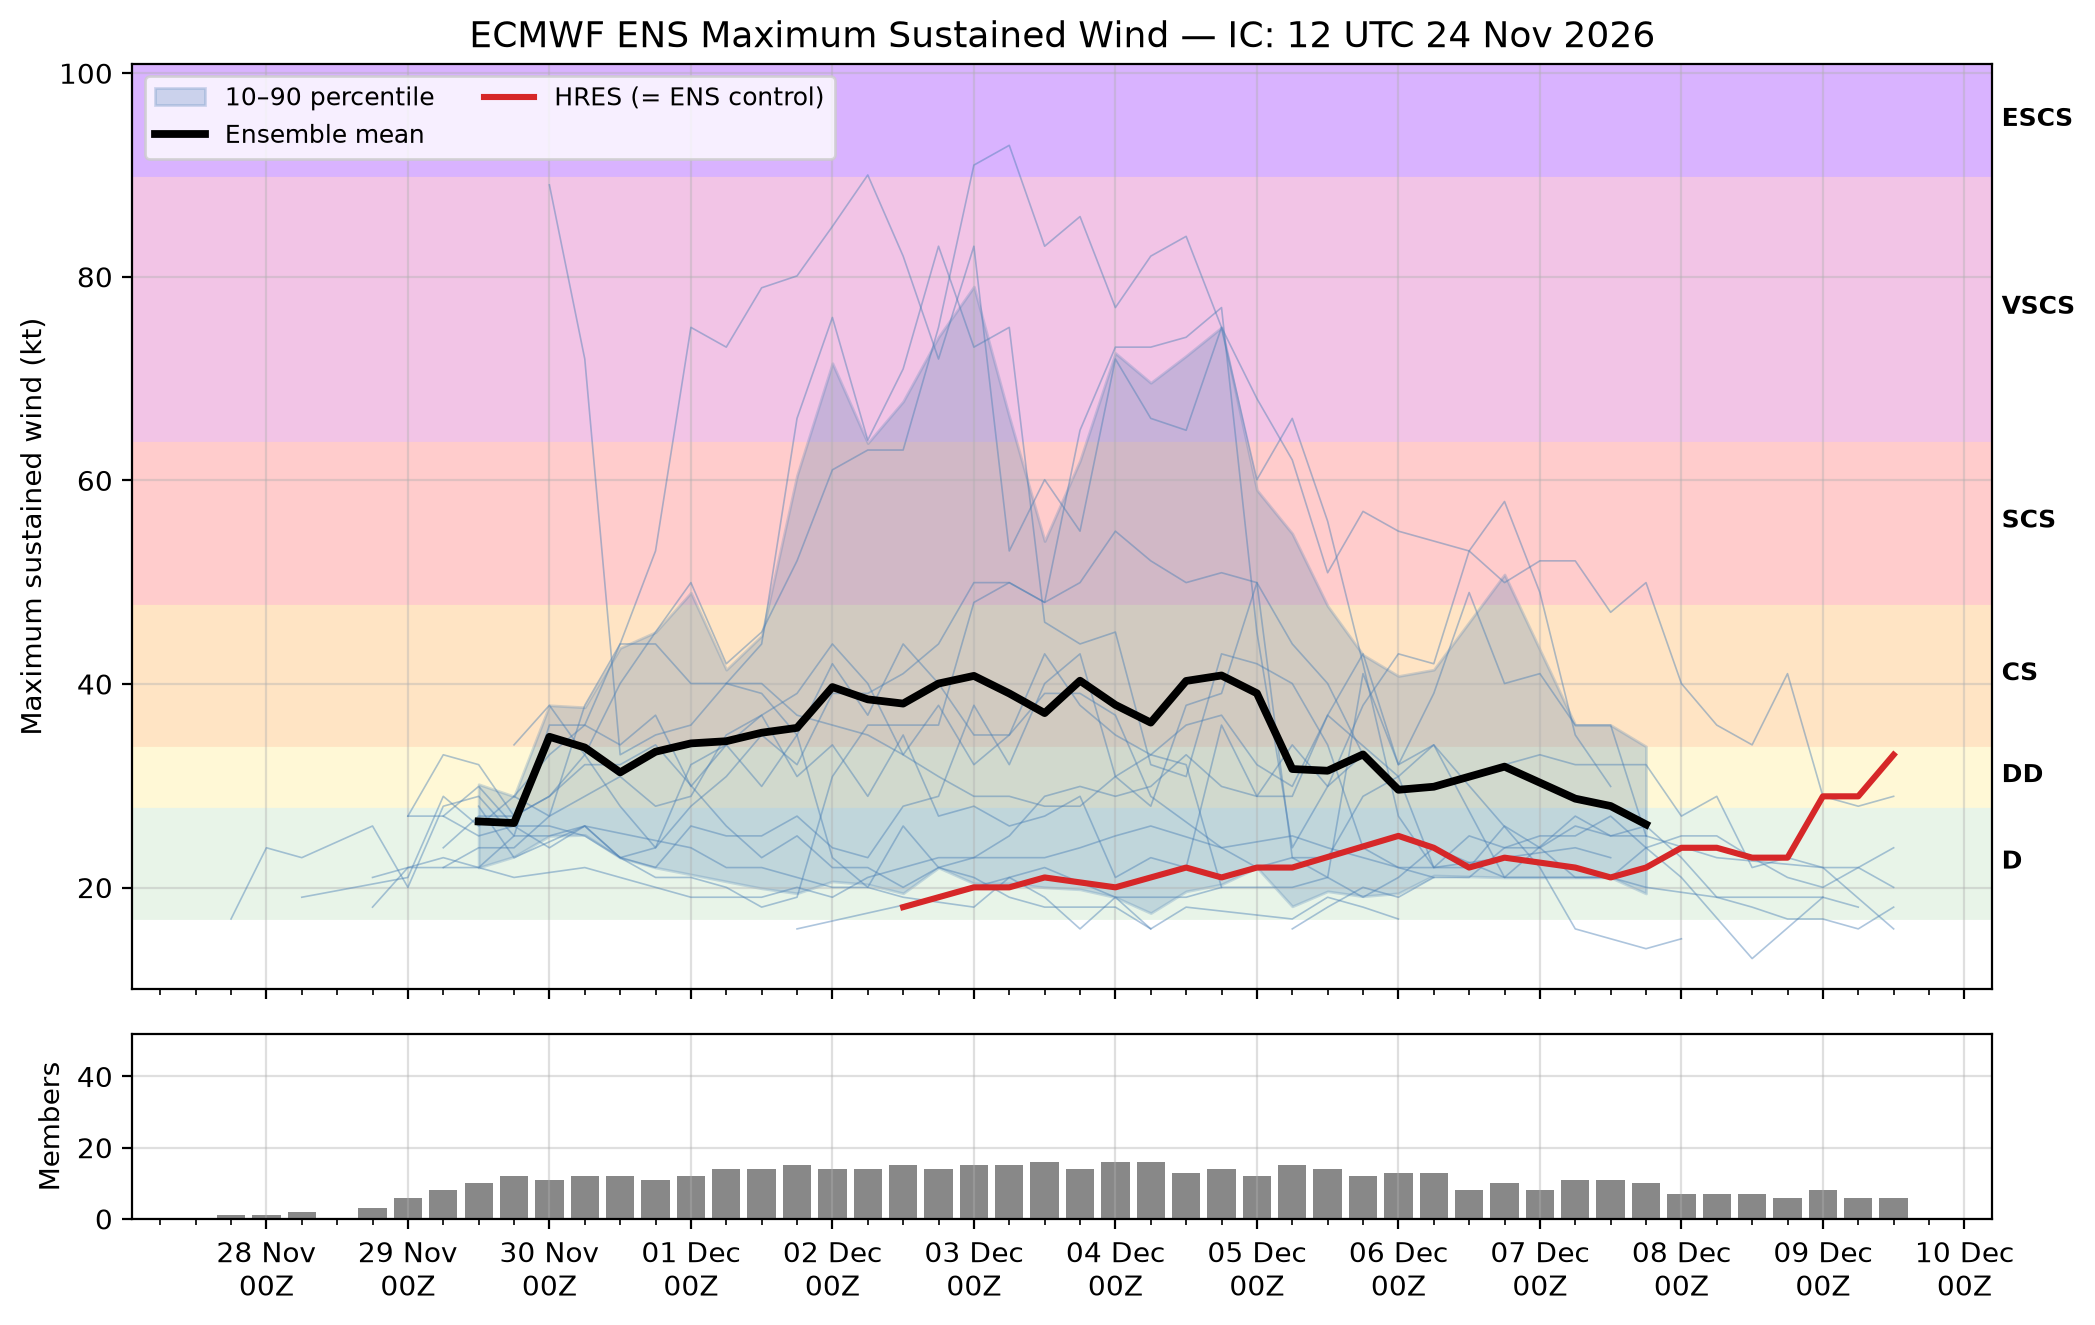 ECMWF ENS Maximum Sustained Wind — IC: 12 UTC 24 Nov 2026
10–90 percentile
Ensemble mean
HRES (= ENS control)
Maximum sustained wind (kt)
100
80
60
40
20
ESCS
VSCS
SCS
CS
DD
D
Members
40
20
0
28 Nov 29 Nov 30 Nov 01 Dec 02 Dec 03 Dec 04 Dec 05 Dec 06 Dec 07 Dec 08 Dec 09 Dec 10 Dec
00Z 00Z 00Z 00Z 00Z 00Z 00Z 00Z 00Z 00Z 00Z 00Z 00Z